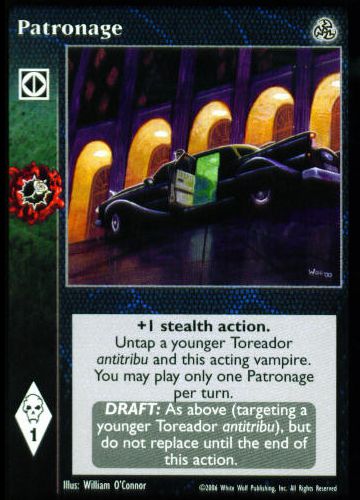 Patronage
+1 stealth action.
Untap a younger Toreador
antitribu and this acting vampire.
You may play only one Patronage
per turn.
DRAFT: As above (targeting a
younger Toreador antitribu), but
do not replace until the end of
this action.
1
Illus: William O'Connor ©2006 White Wolf Publishing, Inc. All Rights Reserved